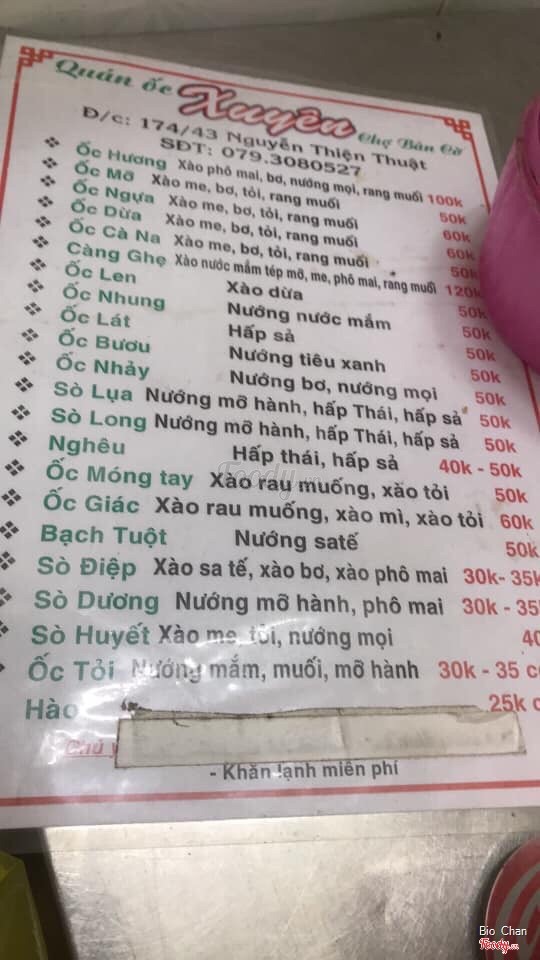 Quán ốc Xuyên Chợ Bàn Cờ
Đ/c: 174/43 Nguyễn Thiện Thuật
SĐT: 079.3080527
Ốc Hương Xào phô mai, bơ, nướng mọi, rang muối 100k
Ốc Mỡ Xào me, bơ, tỏi, rang muối 50k
Ốc Ngựa Xào me, bơ, tỏi, rang muối 60k
Ốc Dừa Xào me, bơ, tỏi, rang muối 60k
Ốc Cà Na Xào me, bơ, tỏi, rang muối 50k
Càng Ghẹ Xào nước mắm tép mỡ, me, phô mai, rang muối 120k
Ốc Len Xào dừa 50k
Ốc Nhung Nướng nước mắm 50k
Ốc Lát Hấp sả 50k
Ốc Bươu Nướng tiêu xanh 50k
Ốc Nhảy Nướng bơ, nướng mọi 50k
Sò Lụa Nướng mỡ hành, hấp Thái, hấp sả 50k
Sò Long Nướng mỡ hành, hấp Thái, hấp sả 50k
Nghêu Hấp thái, hấp sả 40k - 50k
Ốc Móng tay Xào rau muống, xão tỏi 50k
Ốc Giác Xào rau muống, xào mì, xào tỏi 60k
Bạch Tuột Nướng satế 50k
Sò Điệp Xào sa tế, xào bơ, xào phô mai 30k- 35k
Sò Dương Nướng mỡ hành, phô mai 30k - 35
Sò Huyết Xào me, tỏi, nướng mọi 40
Ốc Tỏi Nướng mắm, muối, mỡ hành 30k - 35 c
Hào 25k c
Chú ý
- Khăn lạnh miên phí
Foody.vn
Bio Chan
Foody.vn